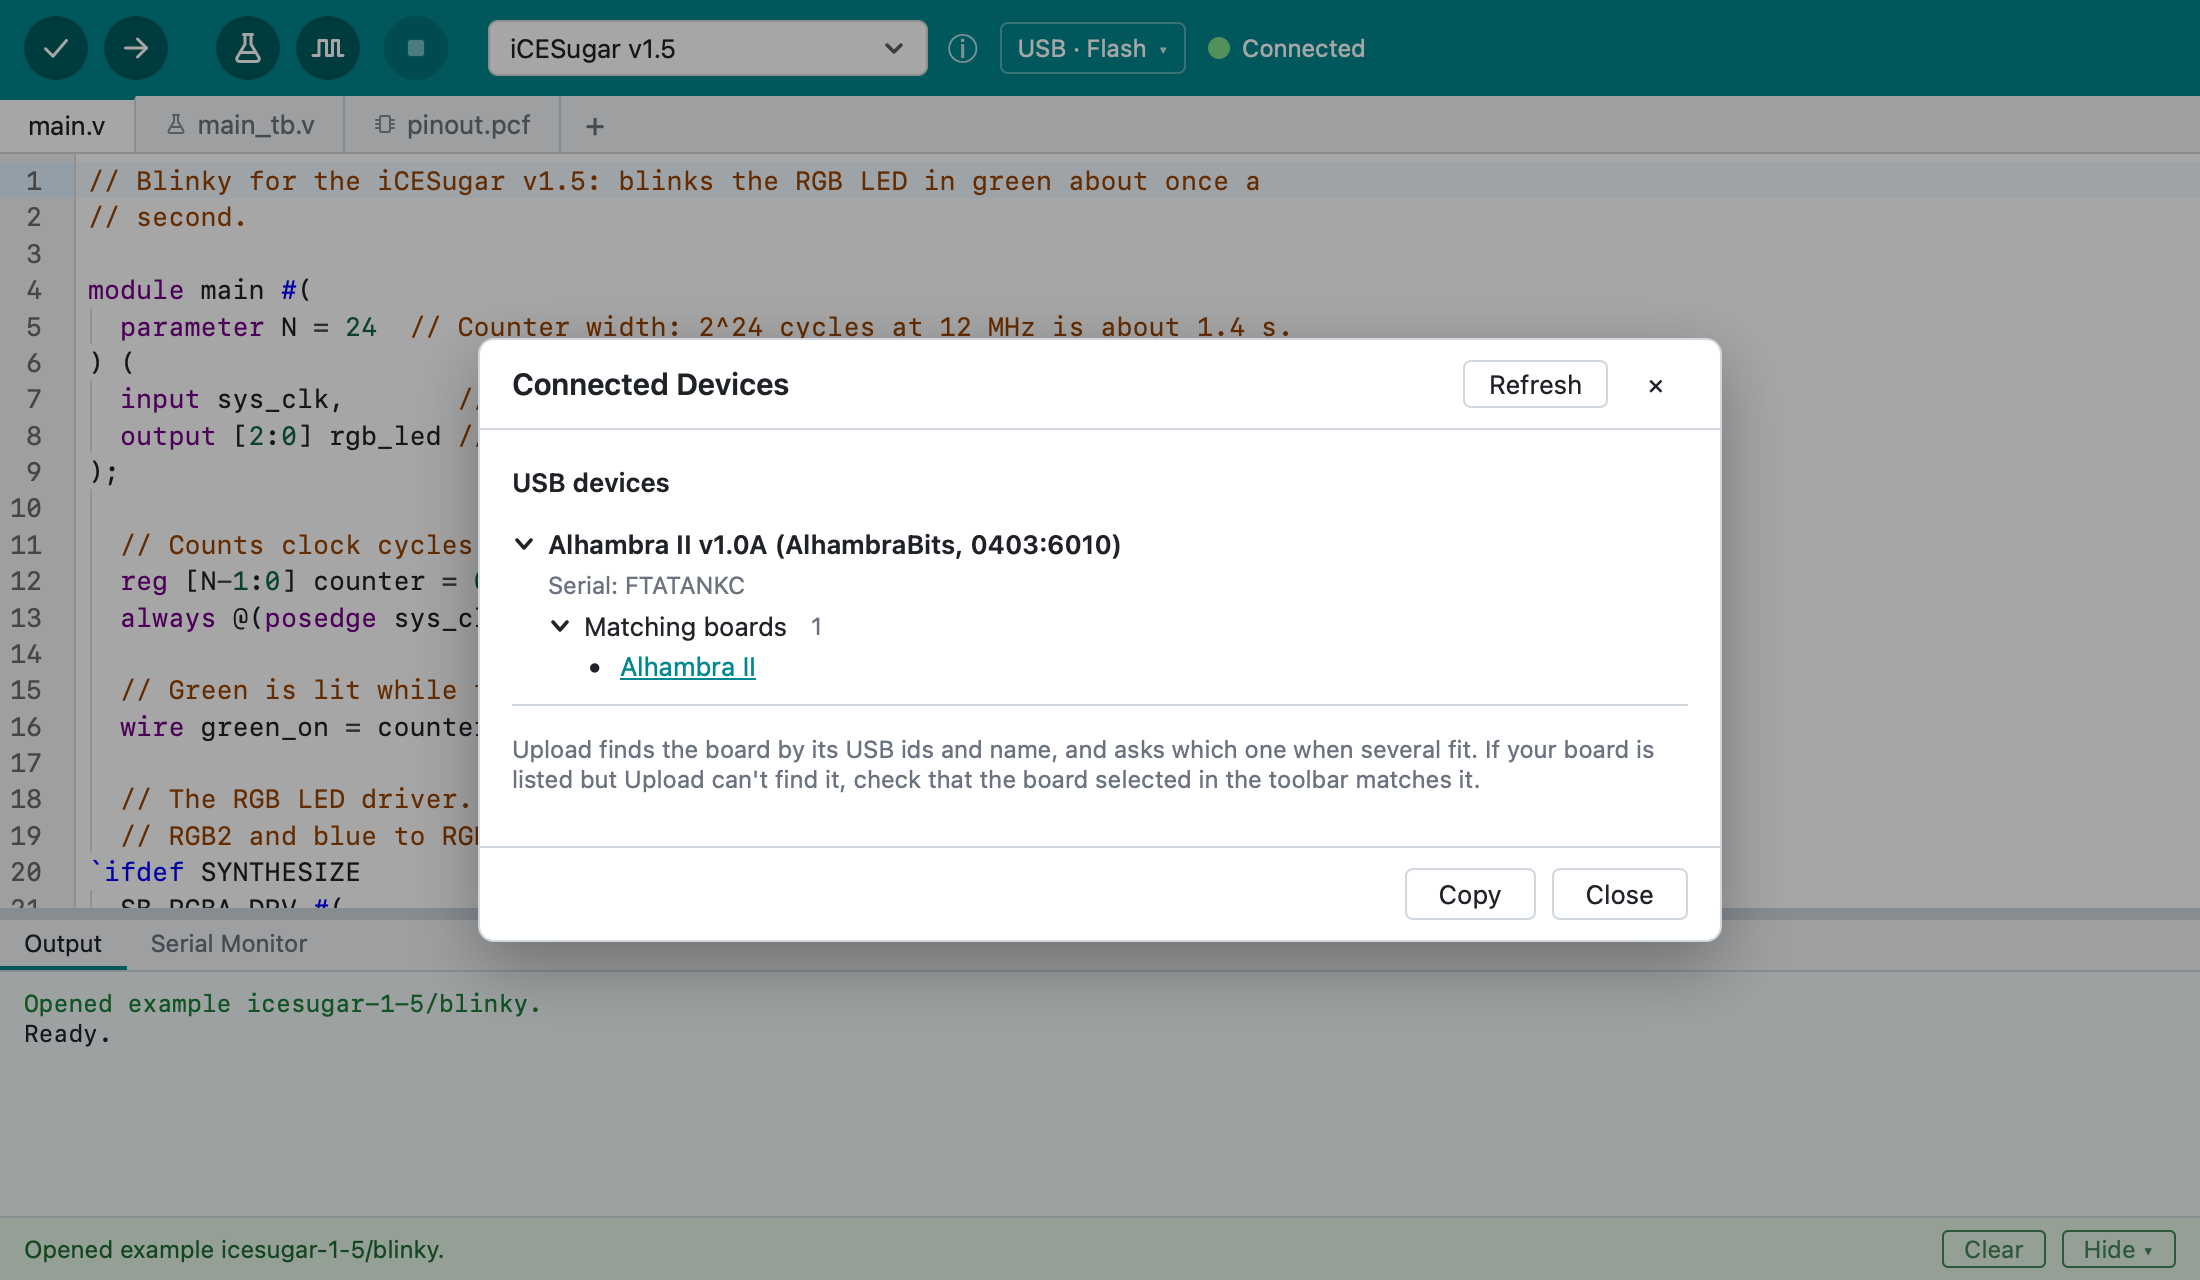 iCESugar v1.5
USB · Flash
Connected
main.v
main_tb.v
pinout.pcf
+
1 // Blinky for the iCESugar v1.5: blinks the RGB LED in green about once a
2 // second.
3
4 module main #(
5 parameter N = 24 // Counter width: 2^24 cycles at 12 MHz is about 1.4 s.
6 ) (
7 input sys_clk, //
8 output [2:0] rgb_led //
9 );
10
11 // Counts clock cycles
12 reg [N-1:0] counter =
13 always @(posedge sys_cl
14
15 // Green is lit while
16 wire green_on = counter
17
18 // The RGB LED driver.
19 // RGB2 and blue to RGB
20 `ifdef SYNTHESIZE
21 SB_RGBA_DRV #(
Connected Devices
Refresh
×
USB devices
Alhambra II v1.0A (AlhambraBits, 0403:6010)
Serial: FTATANKC
Matching boards 1
• Alhambra II
Upload finds the board by its USB ids and name, and asks which one when several fit. If your board is
listed but Upload can't find it, check that the board selected in the toolbar matches it.
Copy
Close
Output
Serial Monitor
Opened example icesugar-1-5/blinky.
Ready.
Opened example icesugar-1-5/blinky.
Clear
Hide